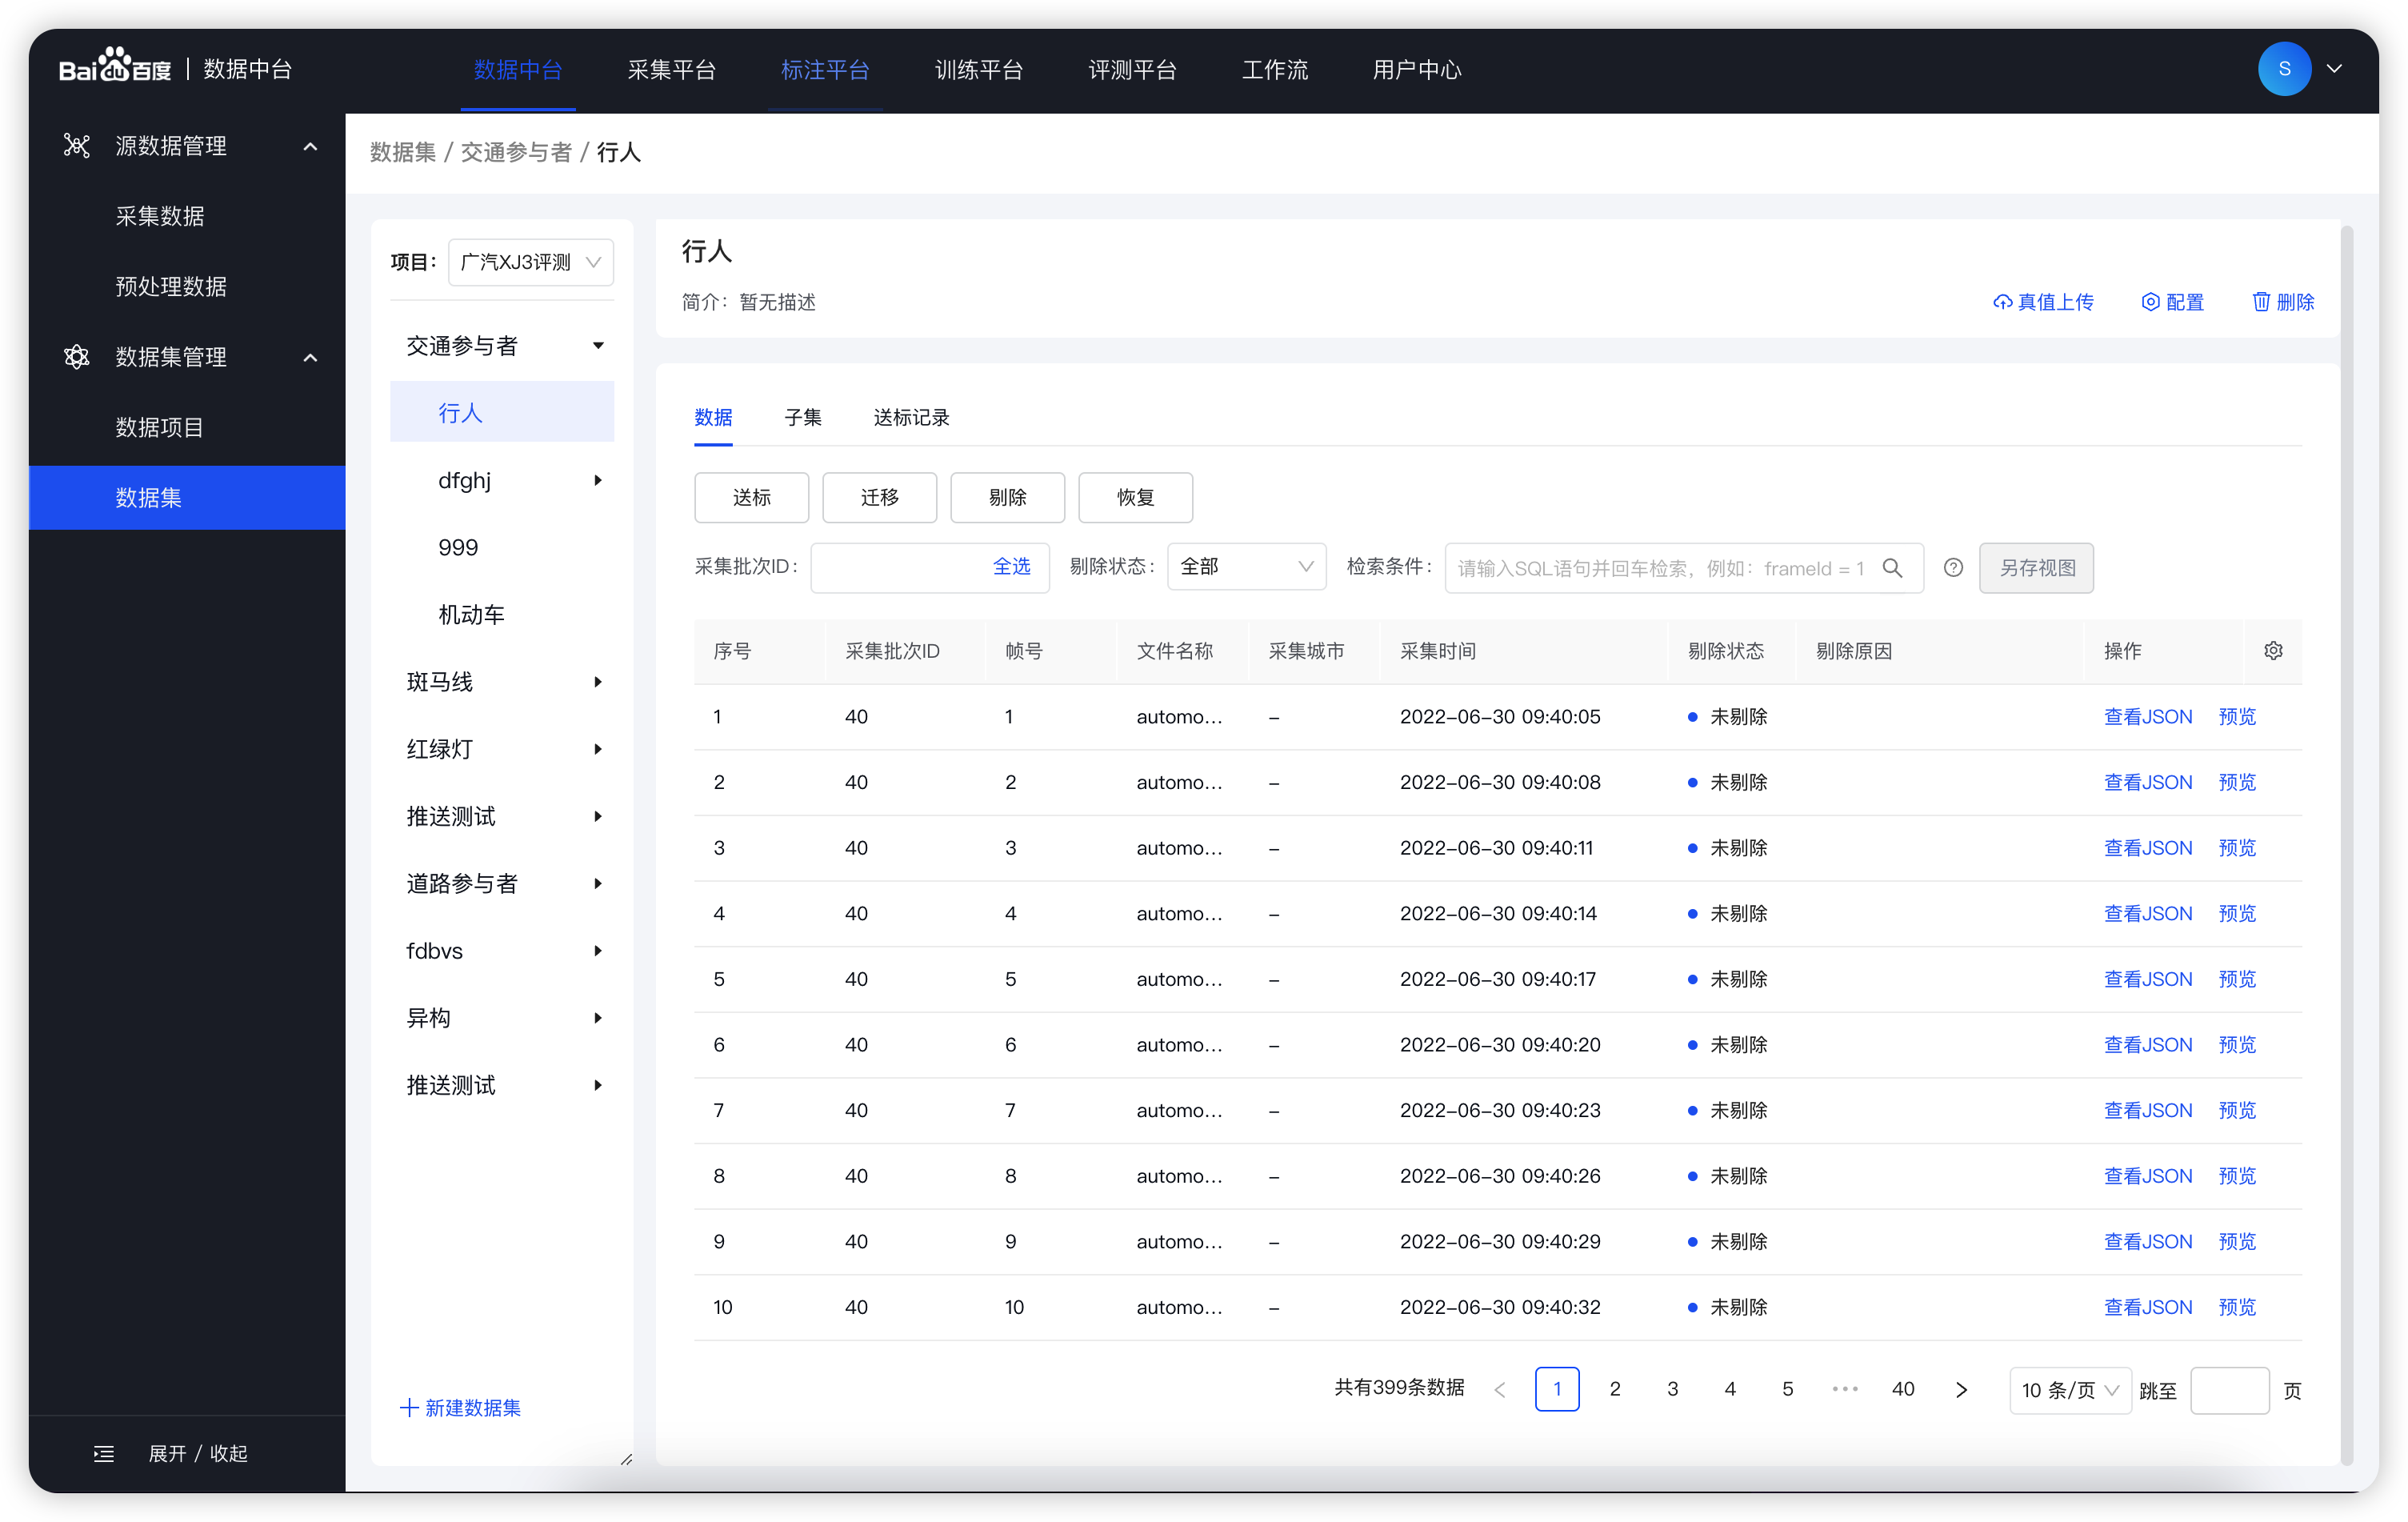 Bai du 百度 | 数据中台 数据中台 采集平台 标注平台 训练平台 评测平台 工作流 用户中心 S
源数据管理
采集数据
预处理数据
数据集管理
数据项目
数据集
展开 / 收起
数据集 / 交通参与者 / 行人
项目： 广汽XJ3评测
交通参与者
行人
dfghj
999
机动车
斑马线
红绿灯
推送测试
道路参与者
fdbvs
异构
推送测试
新建数据集
行人
简介：暂无描述 真值上传 配置 删除
数据 子集 送标记录
送标 迁移 剔除 恢复
采集批次ID： 全选 剔除状态： 全部 检索条件： 请输入SQL语句并回车检索，例如：frameId = 1 另存视图
序号 采集批次ID 帧号 文件名称 采集城市 采集时间 剔除状态 剔除原因 操作
1 40 1 automo... – 2022-06-30 09:40:05 未剔除 查看JSON 预览
2 40 2 automo... – 2022-06-30 09:40:08 未剔除 查看JSON 预览
3 40 3 automo... – 2022-06-30 09:40:11 未剔除 查看JSON 预览
4 40 4 automo... – 2022-06-30 09:40:14 未剔除 查看JSON 预览
5 40 5 automo... – 2022-06-30 09:40:17 未剔除 查看JSON 预览
6 40 6 automo... – 2022-06-30 09:40:20 未剔除 查看JSON 预览
7 40 7 automo... – 2022-06-30 09:40:23 未剔除 查看JSON 预览
8 40 8 automo... – 2022-06-30 09:40:26 未剔除 查看JSON 预览
9 40 9 automo... – 2022-06-30 09:40:29 未剔除 查看JSON 预览
10 40 10 automo... – 2022-06-30 09:40:32 未剔除 查看JSON 预览
共有399条数据 1 2 3 4 5 ••• 40 10 条/页 跳至 页